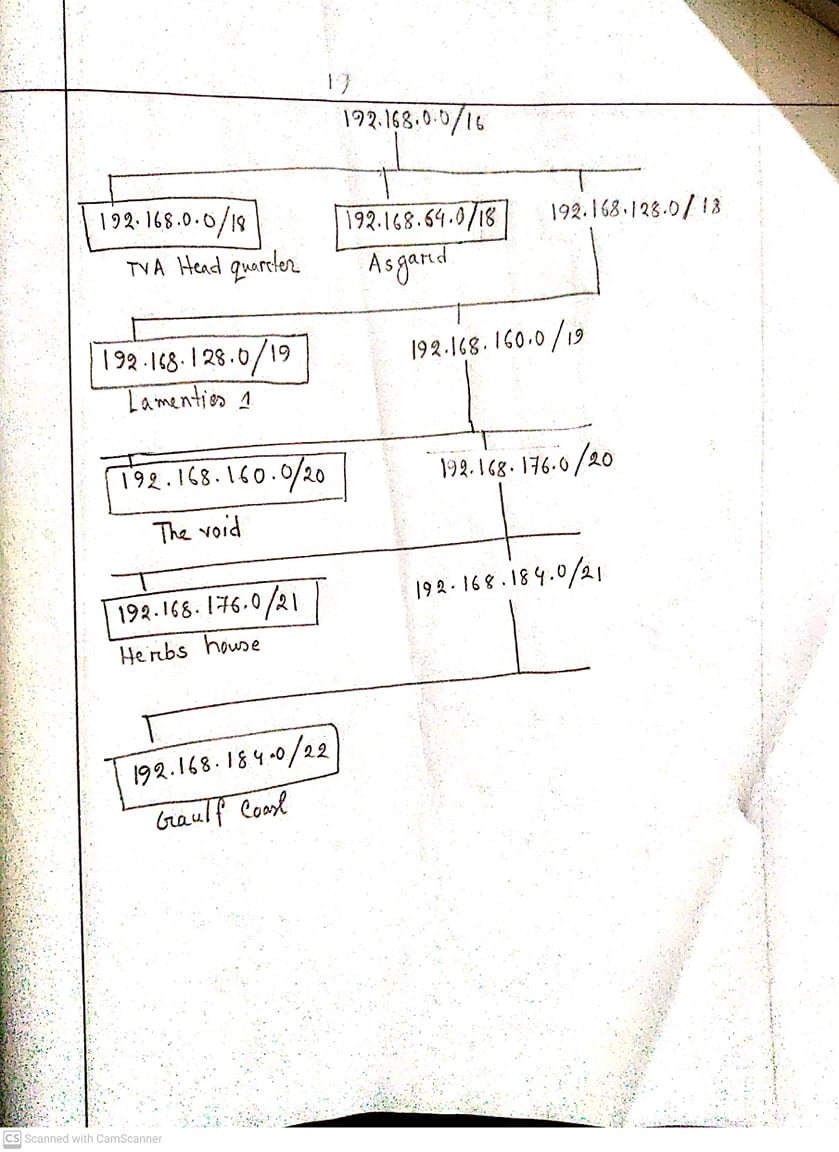 17
192.168.0.0/16
192.168.0.0/18 192.168.64.0/18 192.168.128.0/18
TVA Head quarter Asgard
192.168.128.0/19 192.168.160.0/19
Lamenties 1
192.168.160.0/20 192.168.176.0/20
The void
192.168.176.0/21 192.168.184.0/21
Herbs house
192.168.184.0/22
Gaulf Coast
CS Scanned with CamScanner